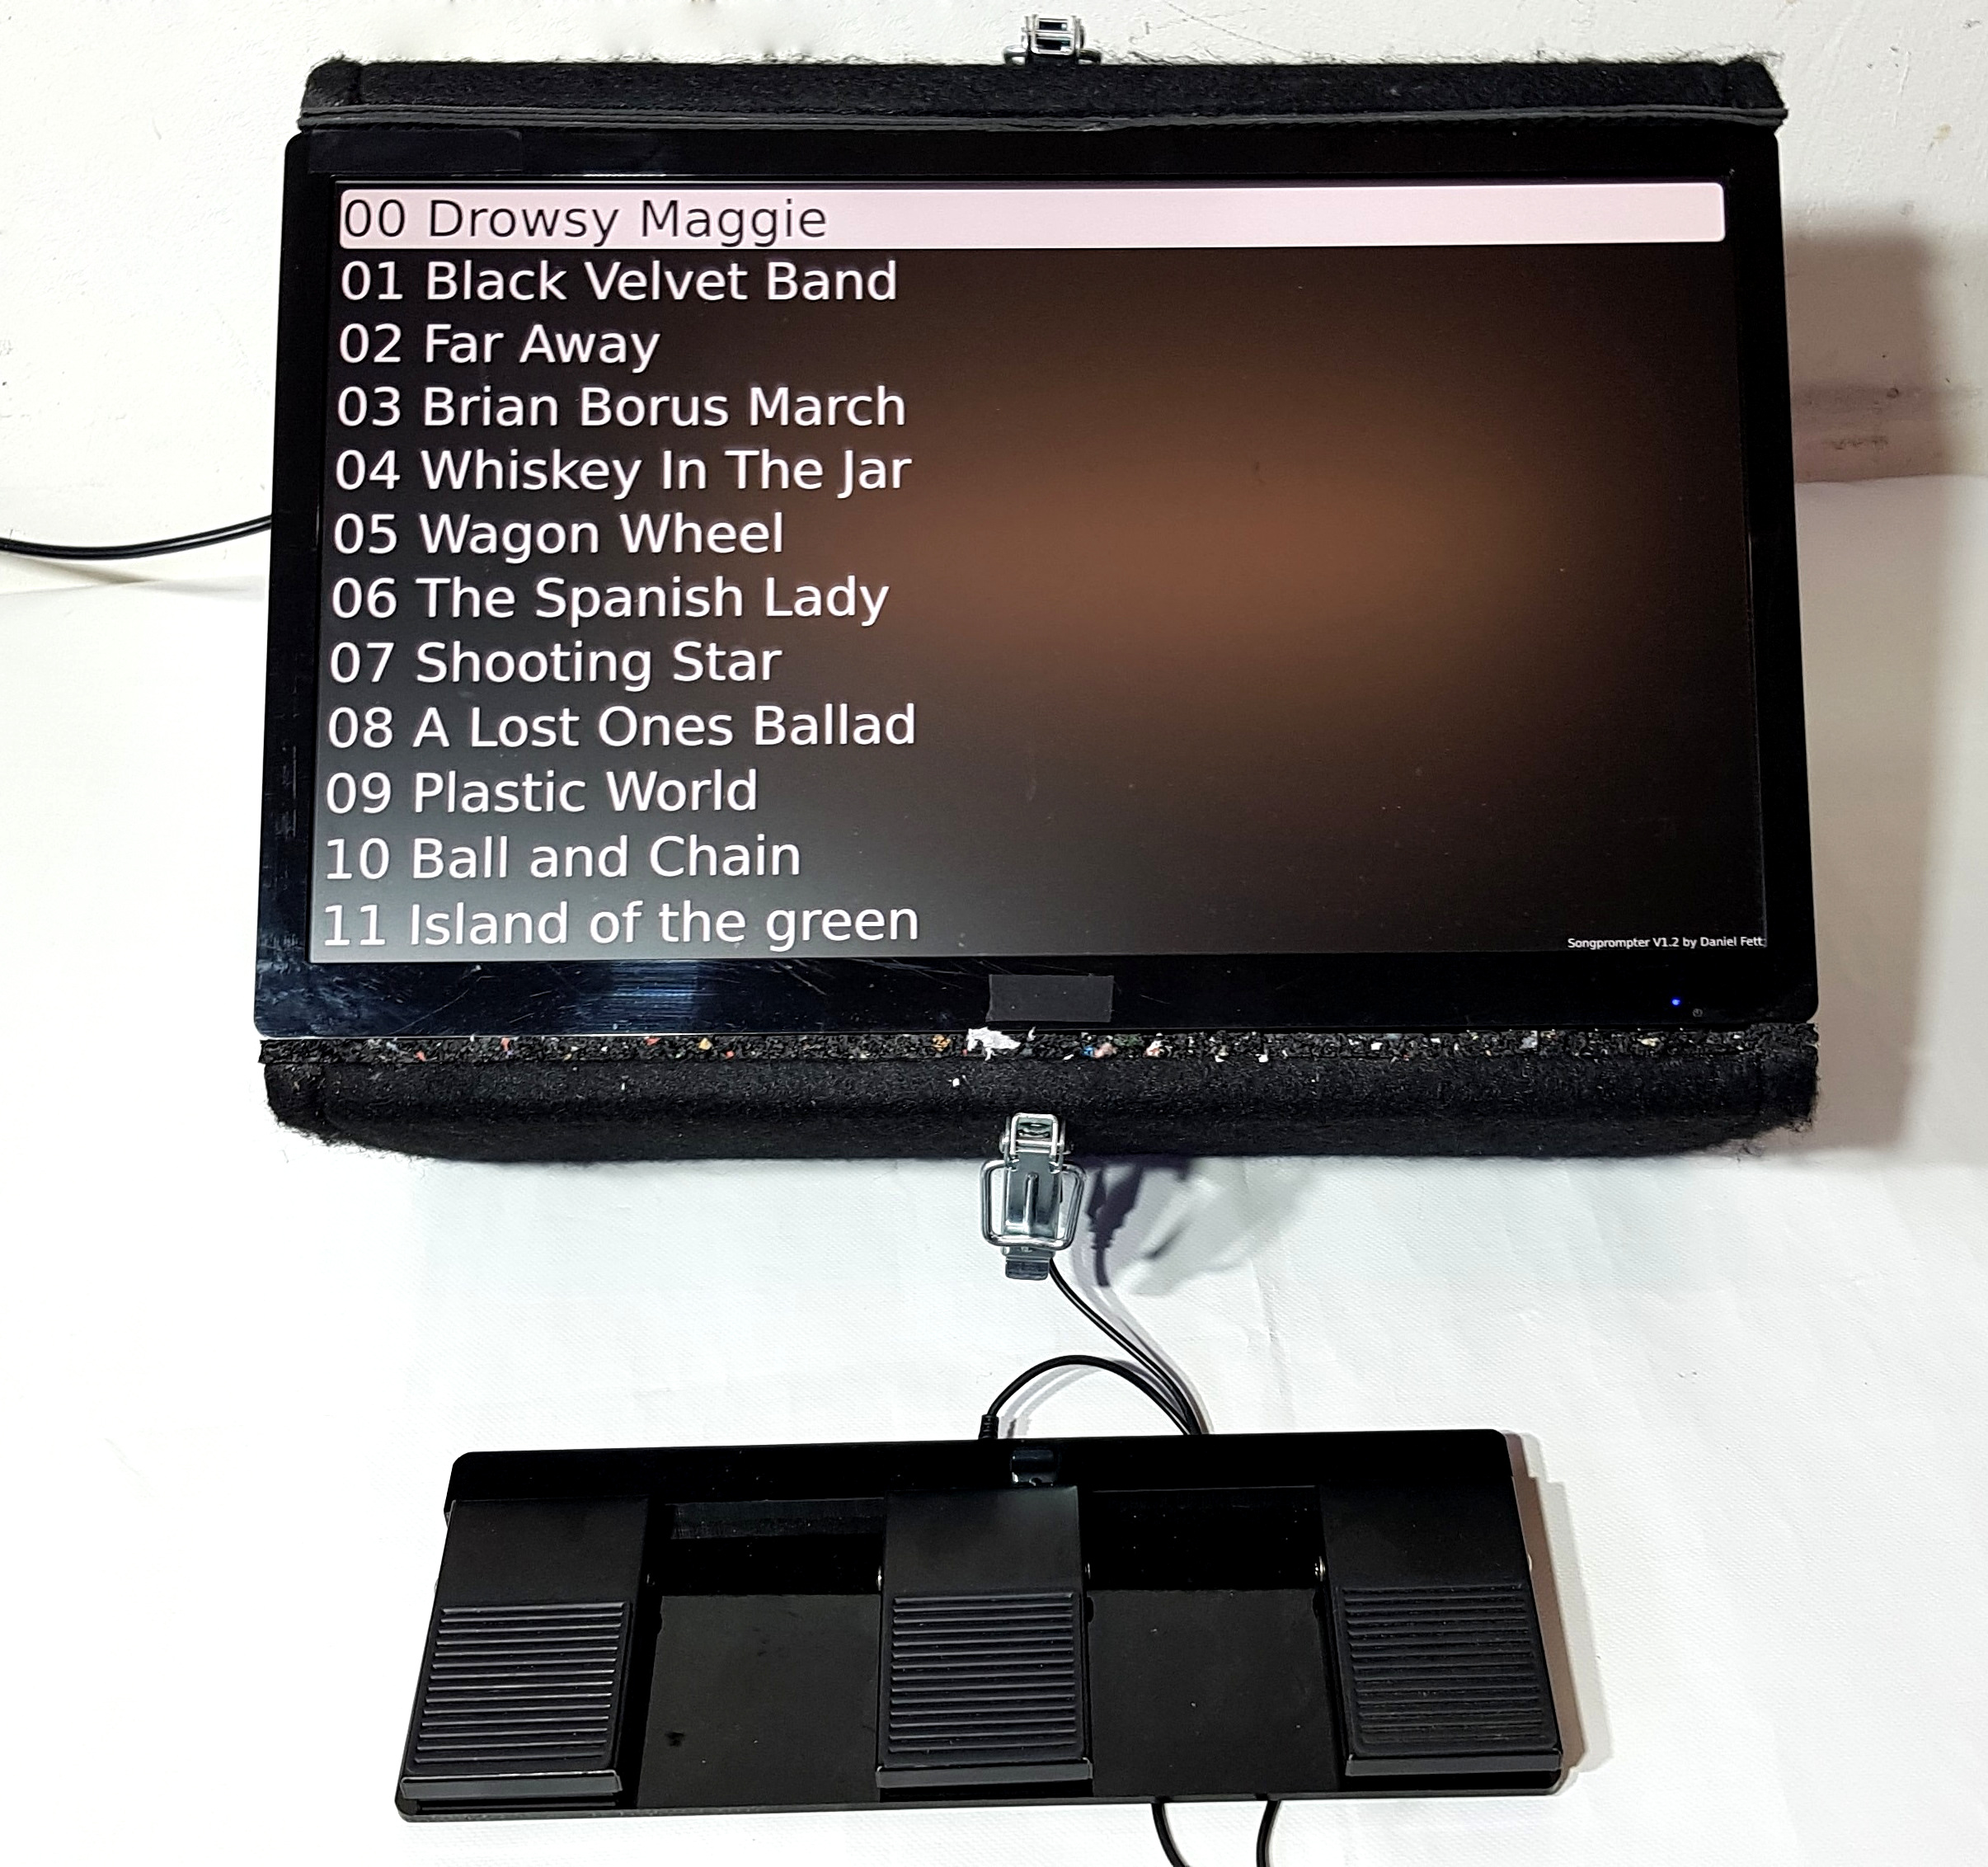 00 Drowsy Maggie
01 Black Velvet Band
02 Far Away
03 Brian Borus March
04 Whiskey In The Jar
05 Wagon Wheel
06 The Spanish Lady
07 Shooting Star
08 A Lost Ones Ballad
09 Plastic World
10 Ball and Chain
11 Island of the green
Songprompter V1.2 by Daniel Fett